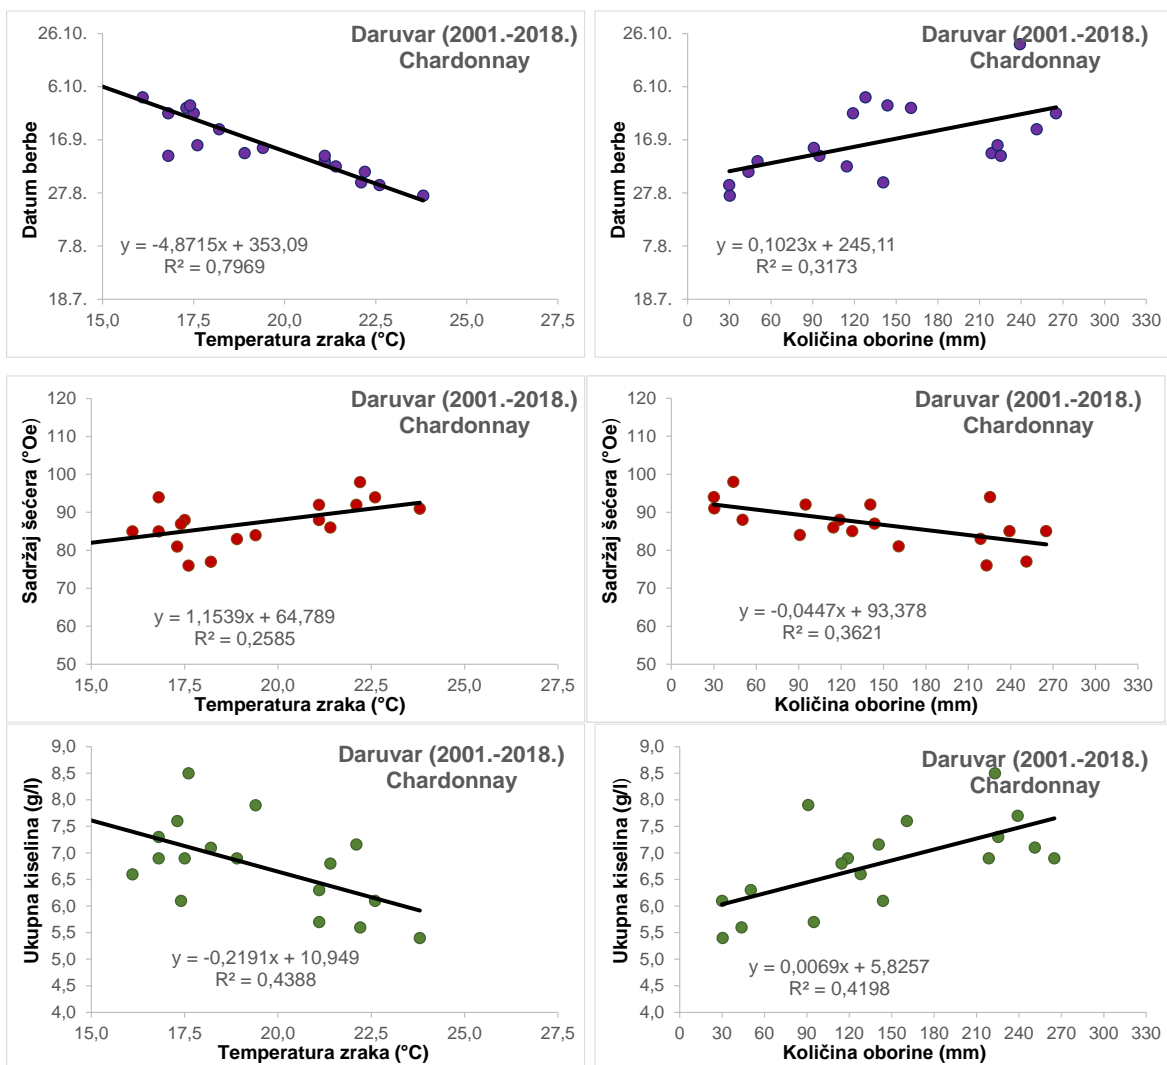 Daruvar (2001.-2018.)
Chardonnay
26.10.
6.10.
16.9.
27.8.
7.8.
18.7.
Datum berbe
y = -4,8715x + 353,09
R² = 0,7969
15,0 17,5 20,0 22,5 25,0 27,5
Temperatura zraka (°C)
Daruvar (2001.-2018.)
Chardonnay
26.10.
6.10.
16.9.
27.8.
7.8.
18.7.
Datum berbe
y = 0,1023x + 245,11
R² = 0,3173
0 30 60 90 120 150 180 210 240 270 300 330
Količina oborine (mm)
Daruvar (2001.-2018.)
Chardonnay
120
110
100
90
80
70
60
50
Sadržaj šećera (°Oe)
y = 1,1539x + 64,789
R² = 0,2585
15,0 17,5 20,0 22,5 25,0 27,5
Temperatura zraka (°C)
Daruvar (2001.-2018.)
Chardonnay
120
110
100
90
80
70
60
50
Sadržaj šećera (°Oe)
y = -0,0447x + 93,378
R² = 0,3621
0 30 60 90 120 150 180 210 240 270 300 330
Količina oborine (mm)
Daruvar (2001.-2018.)
Chardonnay
9,0
8,5
8,0
7,5
7,0
6,5
6,0
5,5
5,0
4,5
4,0
Ukupna kiselina (g/l)
y = -0,2191x + 10,949
R² = 0,4388
15,0 17,5 20,0 22,5 25,0 27,5
Temperatura zraka (°C)
Daruvar (2001.-2018.)
Chardonnay
9,0
8,5
8,0
7,5
7,0
6,5
6,0
5,5
5,0
4,5
4,0
Ukupna kiselina (g/l)
y = 0,0069x + 5,8257
R² = 0,4198
0 30 60 90 120 150 180 210 240 270 300 330
Količina oborine (mm)